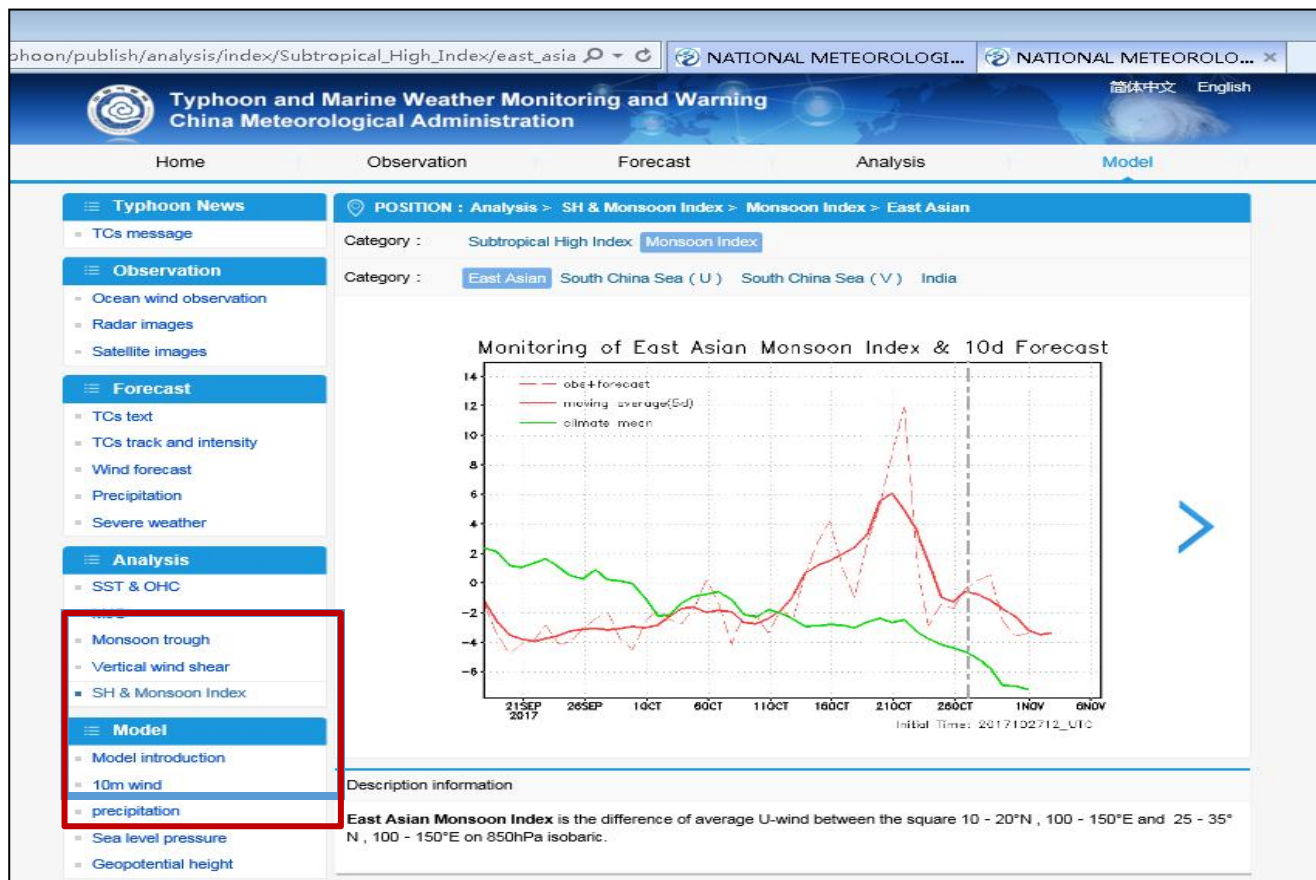 phoon/publish/analysis/index/Subtropical_High_Index/east_asia
NATIONAL METEOROLOGI...
NATIONAL METEOROLO...
Typhoon and Marine Weather Monitoring and Warning
China Meteorological Administration
简体中文 English
Home Observation Forecast Analysis Model
Typhoon News
TCs message
Observation
Ocean wind observation
Radar images
Satellite images
Forecast
TCs text
TCs track and intensity
Wind forecast
Precipitation
Severe weather
Analysis
SST & OHC
Monsoon trough
Vertical wind shear
SH & Monsoon Index
Model
Model introduction
10m wind
precipitation
Sea level pressure
Geopotential height
POSITION : Analysis > SH & Monsoon Index > Monsoon Index > East Asian
Category : Subtropical High Index Monsoon Index
Category : East Asian South China Sea ( U ) South China Sea ( V ) India
Monitoring of East Asian Monsoon Index & 10d Forecast
obs+forecast
moving average(5d)
climate mean
14
12
10
8
6
4
2
0
-2
-4
-6
21SEP 26SEP 1OCT 6OCT 11OCT 16OCT 21OCT 26OCT 1NOV 6NOV
2017
Initial Time: 2017102712_UTC
Description information
East Asian Monsoon Index is the difference of average U-wind between the square 10 - 20°N , 100 - 150°E and 25 - 35°
N , 100 - 150°E on 850hPa isobaric.